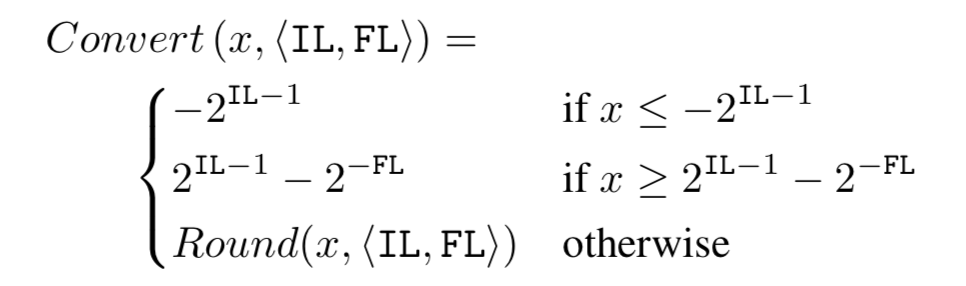 Convert (x, ⟨IL, FL⟩) =
−2^{IL−1} if x ≤ −2^{IL−1}
2^{IL−1} − 2^{−FL} if x ≥ 2^{IL−1} − 2^{−FL}
Round(x, ⟨IL, FL⟩) otherwise